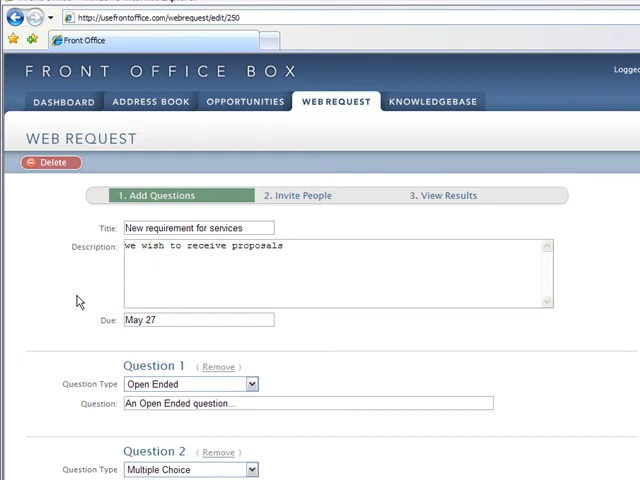 http://usefrontoffice.com/webrequest/edit/250
Front Office
FRONT OFFICE BOX
Logged
DASHBOARD ADDRESS BOOK OPPORTUNITIES WEB REQUEST KNOWLEDGEBASE
WEB REQUEST
Delete
1. Add Questions 2. Invite People 3. View Results
Title: New requirement for services
Description: we wish to receive proposals
Due: May 27
Question 1 ( Remove )
Question Type Open Ended
Question: An Open Ended question...
Question 2 ( Remove )
Question Type Multiple Choice